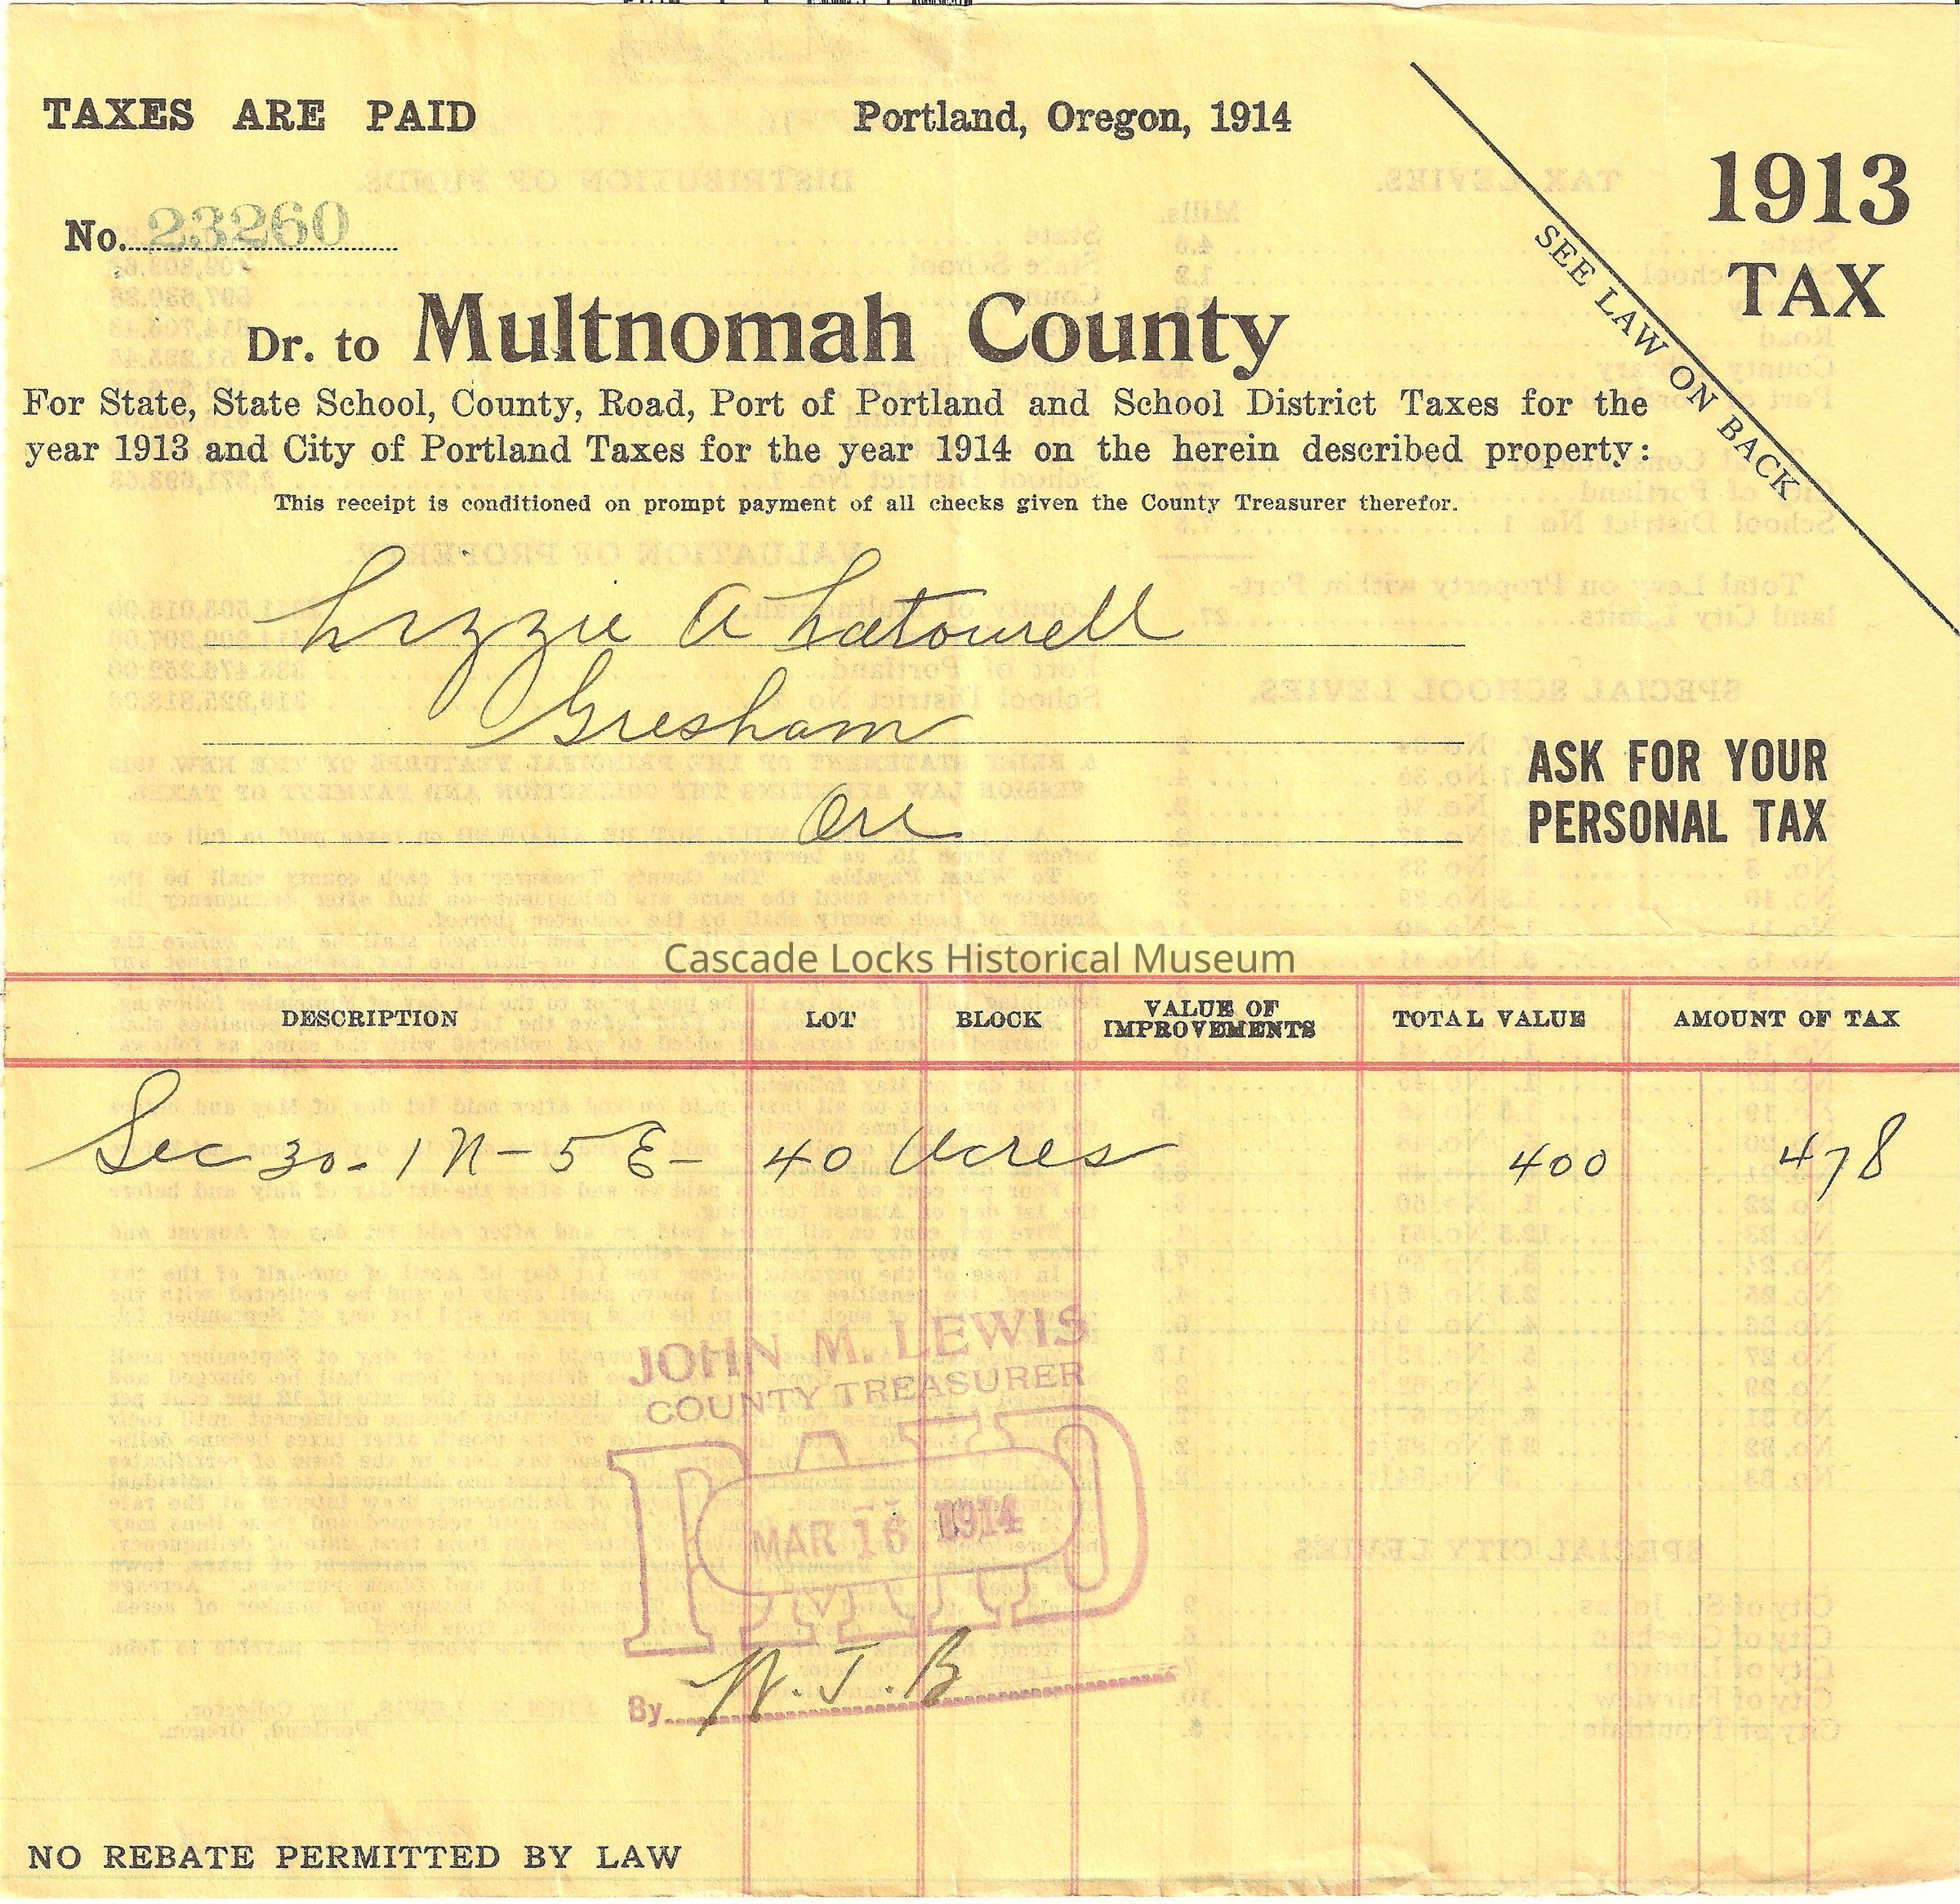 TAXES ARE PAID
Portland, Oregon, 1914
1913
TAX
SEE LAW ON BACK
No. 23260
Dr. to Multnomah County
For State, State School, County, Road, Port of Portland and School District Taxes for the
year 1913 and City of Portland Taxes for the year 1914 on the herein described property:
This receipt is conditioned on prompt payment of all checks given the County Treasurer therefor.
Lizzie A Latourell
Gresham
Ore
ASK FOR YOUR
PERSONAL TAX
Cascade Locks Historical Museum
DESCRIPTION LOT BLOCK VALUE OF IMPROVEMENTS TOTAL VALUE AMOUNT OF TAX
Sec 30-1N-5E- 40 Acres 400 4 78
JOHN M. LEWIS
COUNTY TREASURER
PAID
MAR 16 1914
By W.J.B
NO REBATE PERMITTED BY LAW